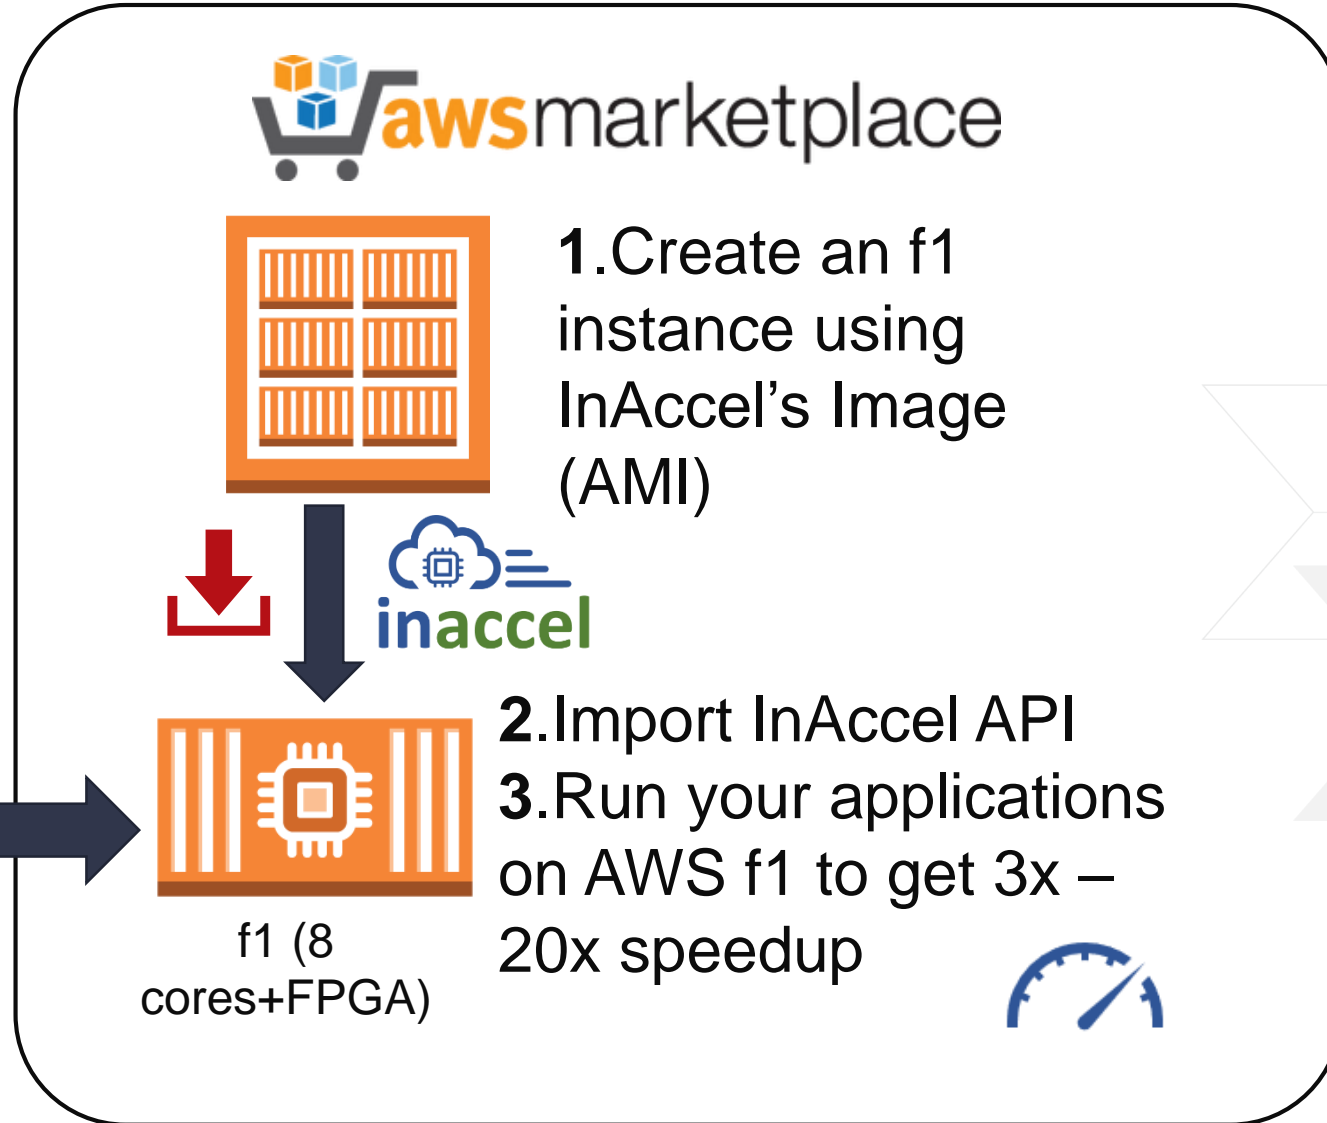 awsmarketplace
1.Create an f1
instance using
InAccel’s Image
(AMI)
inaccel
2.Import InAccel API
3.Run your applications
on AWS f1 to get 3x –
20x speedup
f1 (8
cores+FPGA)